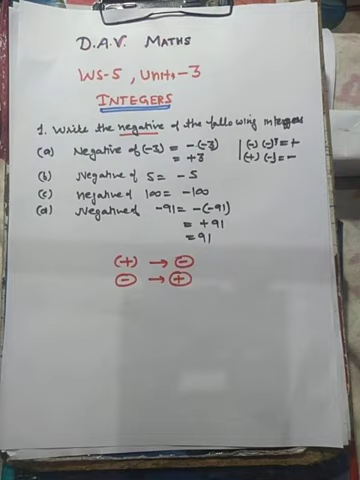 D.A.V. MATHS
WS-5, Unit-3
INTEGERS
1. Write the negative of the following integers
(a) Negative of (-3) = -(-3) | (-) (-) = +
= +3 | (+) (-) = -
(b) Negative of 5 = -5
(c) negative of 100 = -100
(d) Negative of -91 = -(-91)
= +91
= 91
(+) → -
- → +